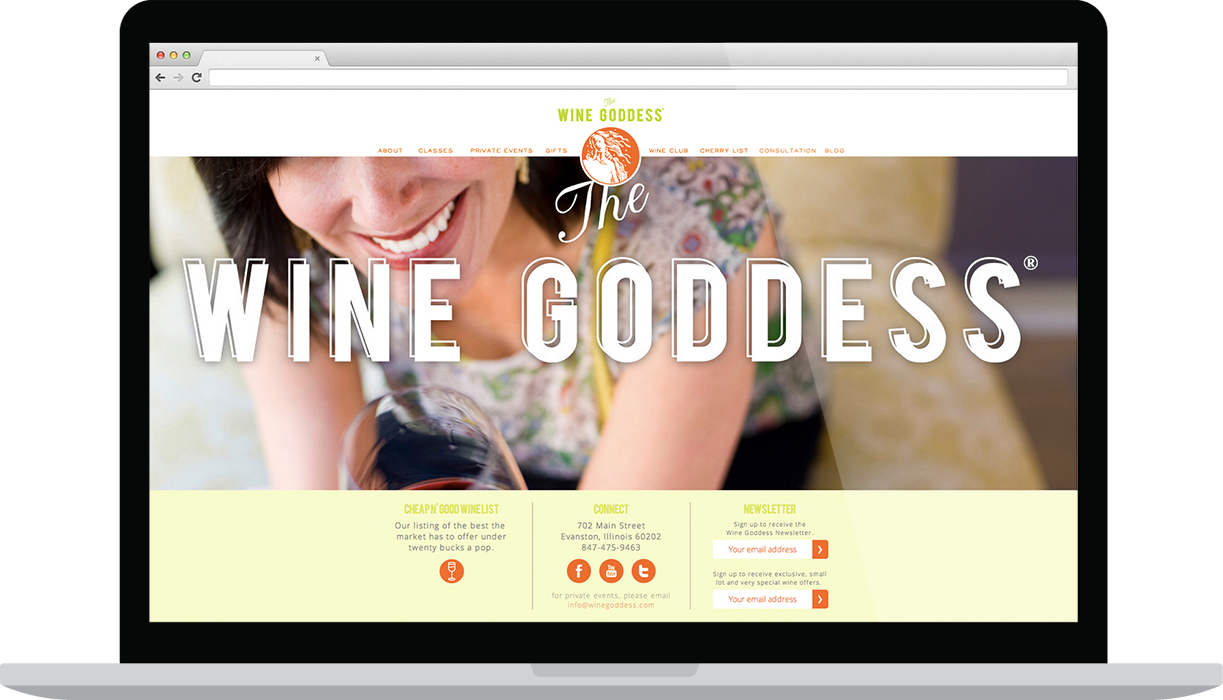 The
WINE GODDESS
ABOUT CLASSES PRIVATE EVENTS GIFTS WINE CLUB CHERRY LIST CONSULTATION BLOG
The
WINE GODDESS®
CHEAP N' GOOD WINE LIST
Our listing of the best the
market has to offer under
twenty bucks a pop.
CONNECT
702 Main Street
Evanston, Illinois 60202
847-475-9463
f You Tube t
for private events, please email
info@winegoddess.com
NEWSLETTER
Sign up to receive the
Wine Goddess Newsletter.
Your email address
Sign up to receive exclusive, small
lot and very special wine offers.
Your email address